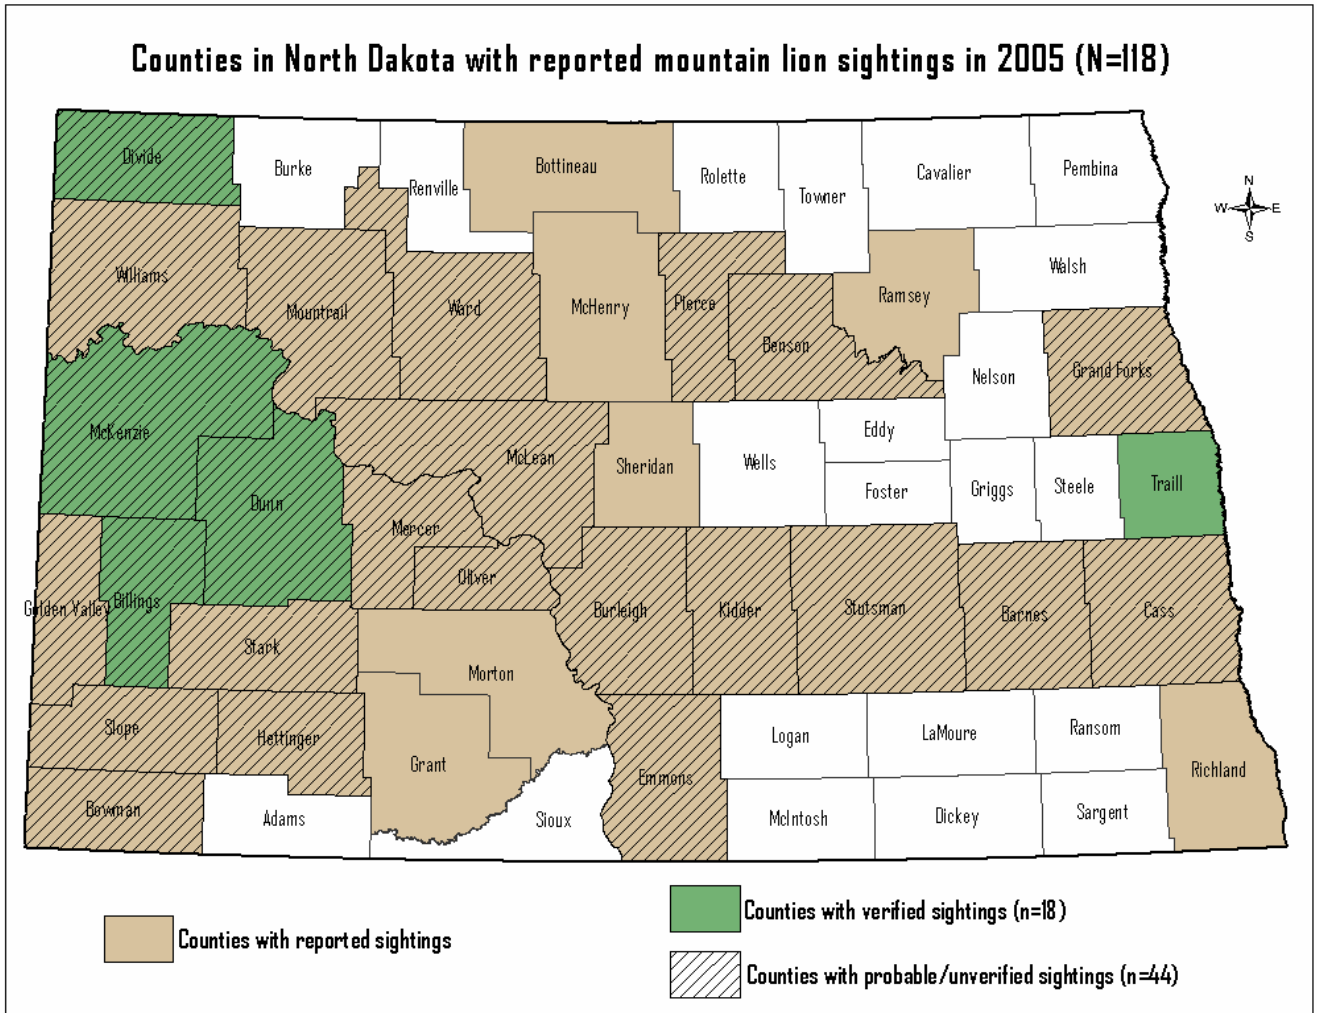 Counties in North Dakota with reported mountain lion sightings in 2005 (N=118)
Divide
Burke
Renville
Bottineau
Rolette
Towner
Cavalier
Pembina
N
W E
S
Williams
Mountrail
Ward
McHenry
Pierce
Benson
Ramsey
Walsh
Nelson
Grand Forks
McKenzie
Dunn
McLean
Sheridan
Wells
Eddy
Foster
Griggs
Steele
Traill
Mercer
Oliver
Golden Valley
Billings
Stark
Burleigh
Kidder
Stutsman
Barnes
Cass
Morton
Slope
Hettinger
Grant
Emmons
Logan
LaMoure
Ransom
Richland
Bowman
Adams
Sioux
McIntosh
Dickey
Sargent
Counties with reported sightings
Counties with verified sightings (n=18)
Counties with probable/unverified sightings (n=44)